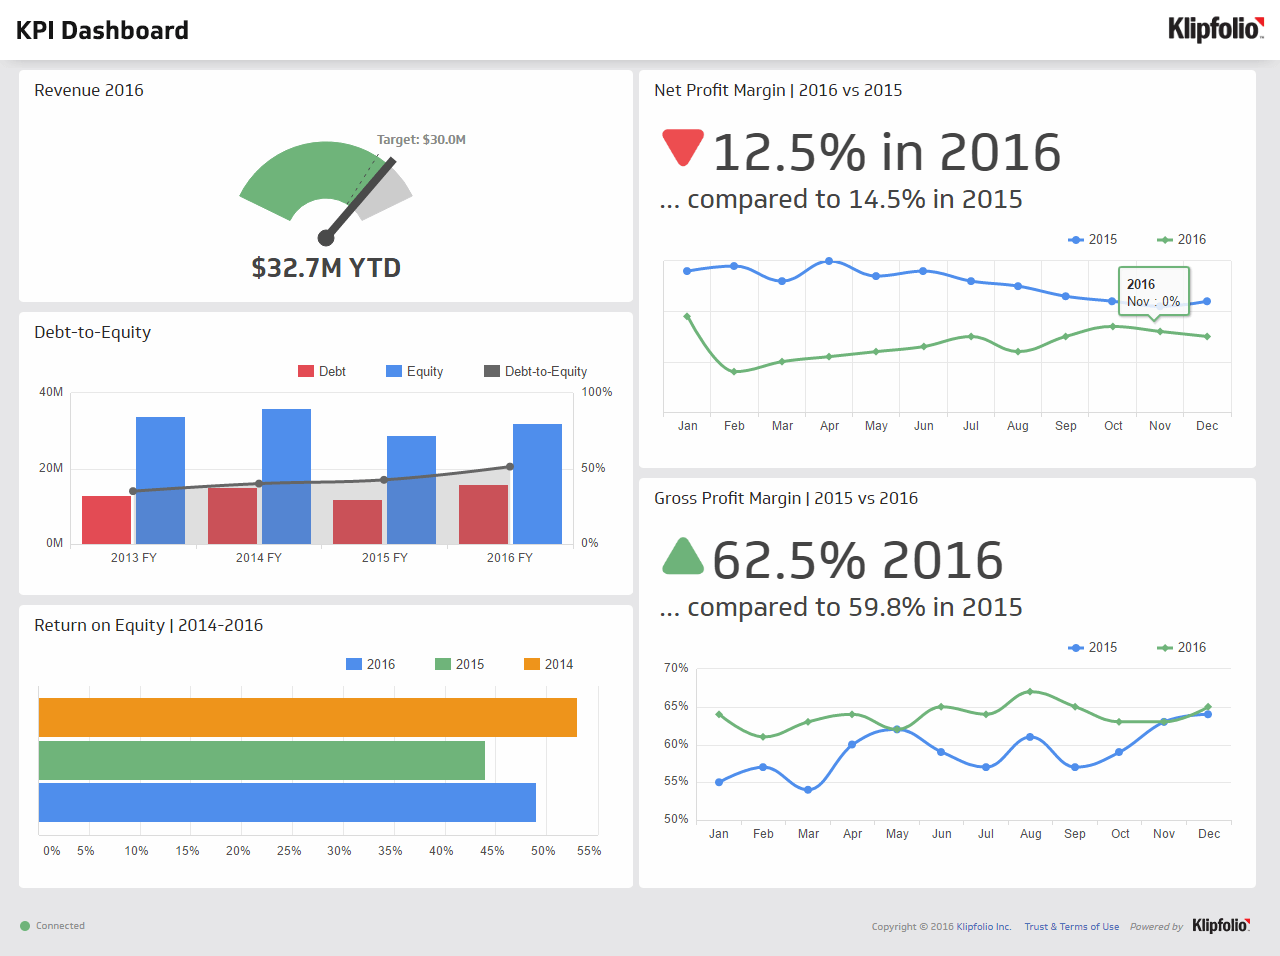 KPI Dashboard
Klipfolio
Revenue 2016
Target: $30.0M
$32.7M YTD
Debt-to-Equity
Debt Equity Debt-to-Equity
40M 100%
20M 50%
0M 0%
2013 FY 2014 FY 2015 FY 2016 FY
Return on Equity | 2014-2016
2016 2015 2014
0% 5% 10% 15% 20% 25% 30% 35% 40% 45% 50% 55%
Net Profit Margin | 2016 vs 2015
12.5% in 2016
... compared to 14.5% in 2015
2015 2016
2016
Nov : 0%
Jan Feb Mar Apr May Jun Jul Aug Sep Oct Nov Dec
Gross Profit Margin | 2015 vs 2016
62.5% 2016
... compared to 59.8% in 2015
2015 2016
70%
65%
60%
55%
50%
Jan Feb Mar Apr May Jun Jul Aug Sep Oct Nov Dec
Connected
Copyright © 2016 Klipfolio Inc. Trust & Terms of Use Powered by Klipfolio